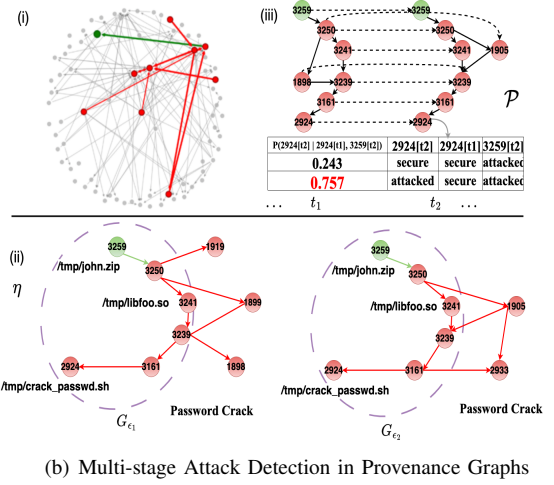 (i)
(iii)
3259
3259
3250
3250
3241
3241
1905
1898
3239
3239
3161
3161
2924
2924
𝒫
P(2924[t2] | 2924[t1], 3259[t2]) 2924[t2] 2924[t1] 3259[t2]
0.243 secure secure attacked
0.757 attacked secure attacked
... t₁ t₂ ...
(ii)
η
3259
/tmp/john.zip
3250
1919
/tmp/libfoo.so
3241
1899
3239
2924
3161
1898
/tmp/crack_passwd.sh
G_ϵ₁
Password Crack
3259
/tmp/john.zip
3250
/tmp/libfoo.so
3241
1905
3239
2924
3161
2933
/tmp/crack_passwd.sh
G_ϵ₂
Password Crack
(b) Multi-stage Attack Detection in Provenance Graphs